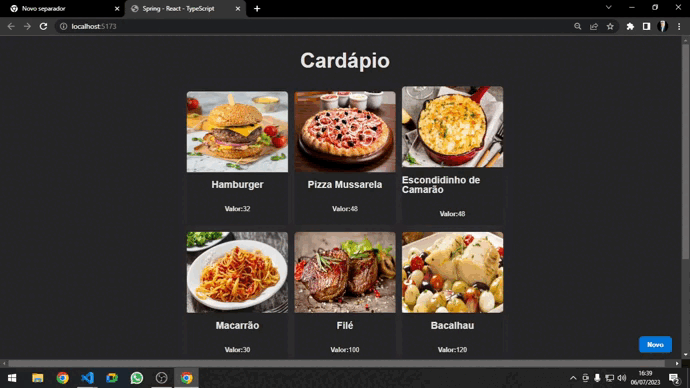 Novo separador
Spring - React - TypeScript
localhost:5173
Cardápio
Hamburger
Valor:32
Pizza Mussarela
Valor:48
Escondidinho de
Camarão
Valor:48
Macarrão
Valor:30
Filé
Valor:100
Bacalhau
Valor:120
Novo
16:39
06/07/2023